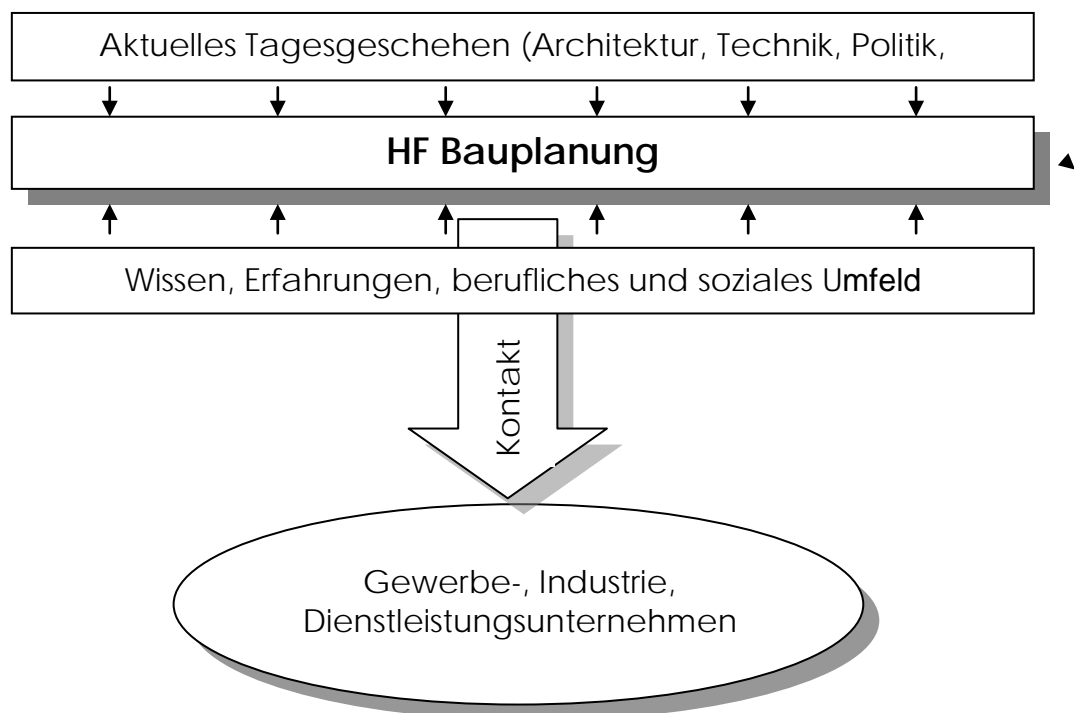 Aktuelles Tagesgeschehen (Architektur, Technik, Politik,
HF Bauplanung
Wissen, Erfahrungen, berufliches und soziales Umfeld
Kontakt
Gewerbe-, Industrie,
Dienstleistungsunternehmen